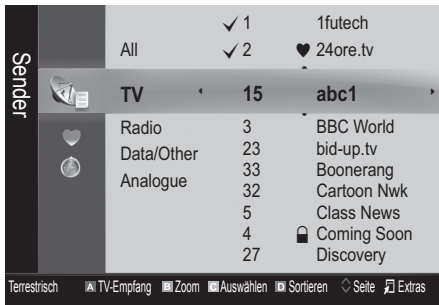 Sender
✓ 1 1futech
All ✓ 2 ♥ 24ore.tv
TV 15 abc1
Radio 3 BBC World
Data/Other 23 bid-up.tv
Analogue 33 Boonerang
32 Cartoon Nwk
5 Class News
4 Coming Soon
27 Discovery
Terrestrisch A TV-Empfang B Zoom C Auswählen D Sortieren Seite Extras